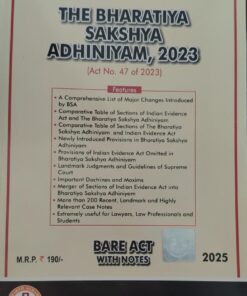 THE BHARATIYA
SAKSHYA
ADHINIYAM, 2023
(Act No. 47 of 2023)
Features
• A Comprehensive List of Major Changes Introduced
by BSA
• Comparative Table of Sections of Indian Evidence
Act and The Bharatiya Sakshya Adhiniyam
• Comparative Table of Sections of The Bharatiya
Sakshya Adhiniyam and Indian Evidence Act
• Newly Introduced Provisions in Bharatiya Sakshya
Adhiniyam
• Provisions of Indian Evidence Act Omitted in
Bharatiya Sakshya Adhiniyam
• Landmark Judgments and Guidelines of Supreme
Court
• Important Doctrines and Maxims
• Merger of Sections of Indian Evidence Act into
Bharatiya Sakshya Adhiniyam
• More than 200 Recent, Landmark and Highly
Relevant Case Notes
• Extremely useful for Lawyers, Law Professionals and
Students
BARE ACT
WITH NOTES
M.R.P. ₹ 190/-
2025